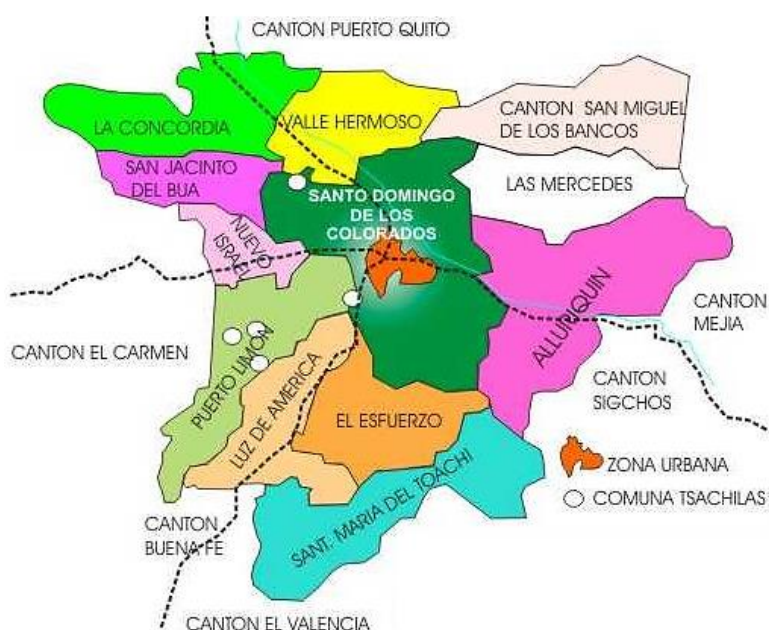 CANTON PUERTO QUITO
LA CONCORDIA
VALLE HERMOSO
CANTON SAN MIGUEL
DE LOS BANCOS
SAN JACINTO
DEL BUA
SANTO DOMINGO
DE LOS
COLORADOS
LAS MERCEDES
NUEVO
ISRAEL
ALLURIQUIN
CANTON
MEJIA
CANTON EL CARMEN
PUERTO LIMON
LUZ DE AMERICA
EL ESFUERZO
CANTON
SIGCHOS
ZONA URBANA
COMUNA TSACHILAS
SANT. MARIA DEL TOACHI
CANTON
BUENA FE
CANTON EL VALENCIA